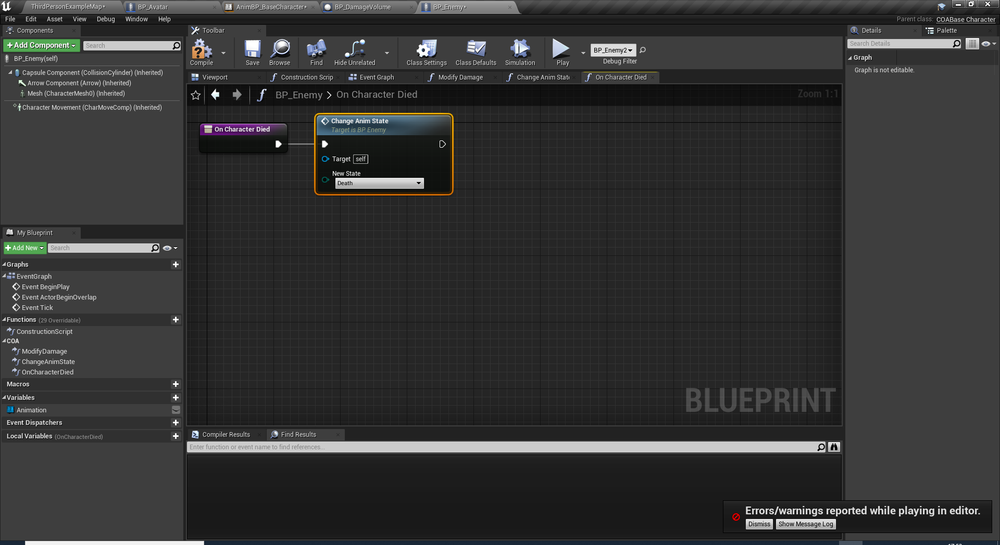 ThirdPersonExampleMap*
BP_Avatar
AnimBP_BaseCharacter*
BP_DamageVolume
BP_Enemy*
File Edit Asset View Debug Window Help
Parent class: COABase Character
Components
+ Add Component
Search
BP_Enemy(self)
Capsule Component (CollisionCylinder) (Inherited)
Arrow Component (Arrow) (Inherited)
Mesh (CharacterMesh0) (Inherited)
Character Movement (CharMoveComp) (Inherited)
My Blueprint
+ Add New
Search
Graphs
EventGraph
Event BeginPlay
Event ActorBeginOverlap
Event Tick
Functions (29 Overridable)
ConstructionScript
COA
ModifyDamage
ChangeAnimState
OnCharacterDied
Macros
Variables
Animation
Event Dispatchers
Local Variables (OnCharacterDied)
Toolbar
Compile
Save
Browse
Find
Hide Unrelated
Class Settings
Class Defaults
Simulation
Play
BP_Enemy2
Debug Filter
Viewport
Construction Scrip
Event Graph
Modify Damage
Change Anim State
On Character Died
BP_Enemy > On Character Died
Zoom 1:1
On Character Died
Change Anim State
Target is BP Enemy
Target self
New State
Death
BLUEPRINT
Compiler Results
Find Results
Enter function or event name to find references...
Details
Palette
Search Details
Graph
Graph is not editable.
Errors/warnings reported while playing in editor.
Dismiss
Show Message Log